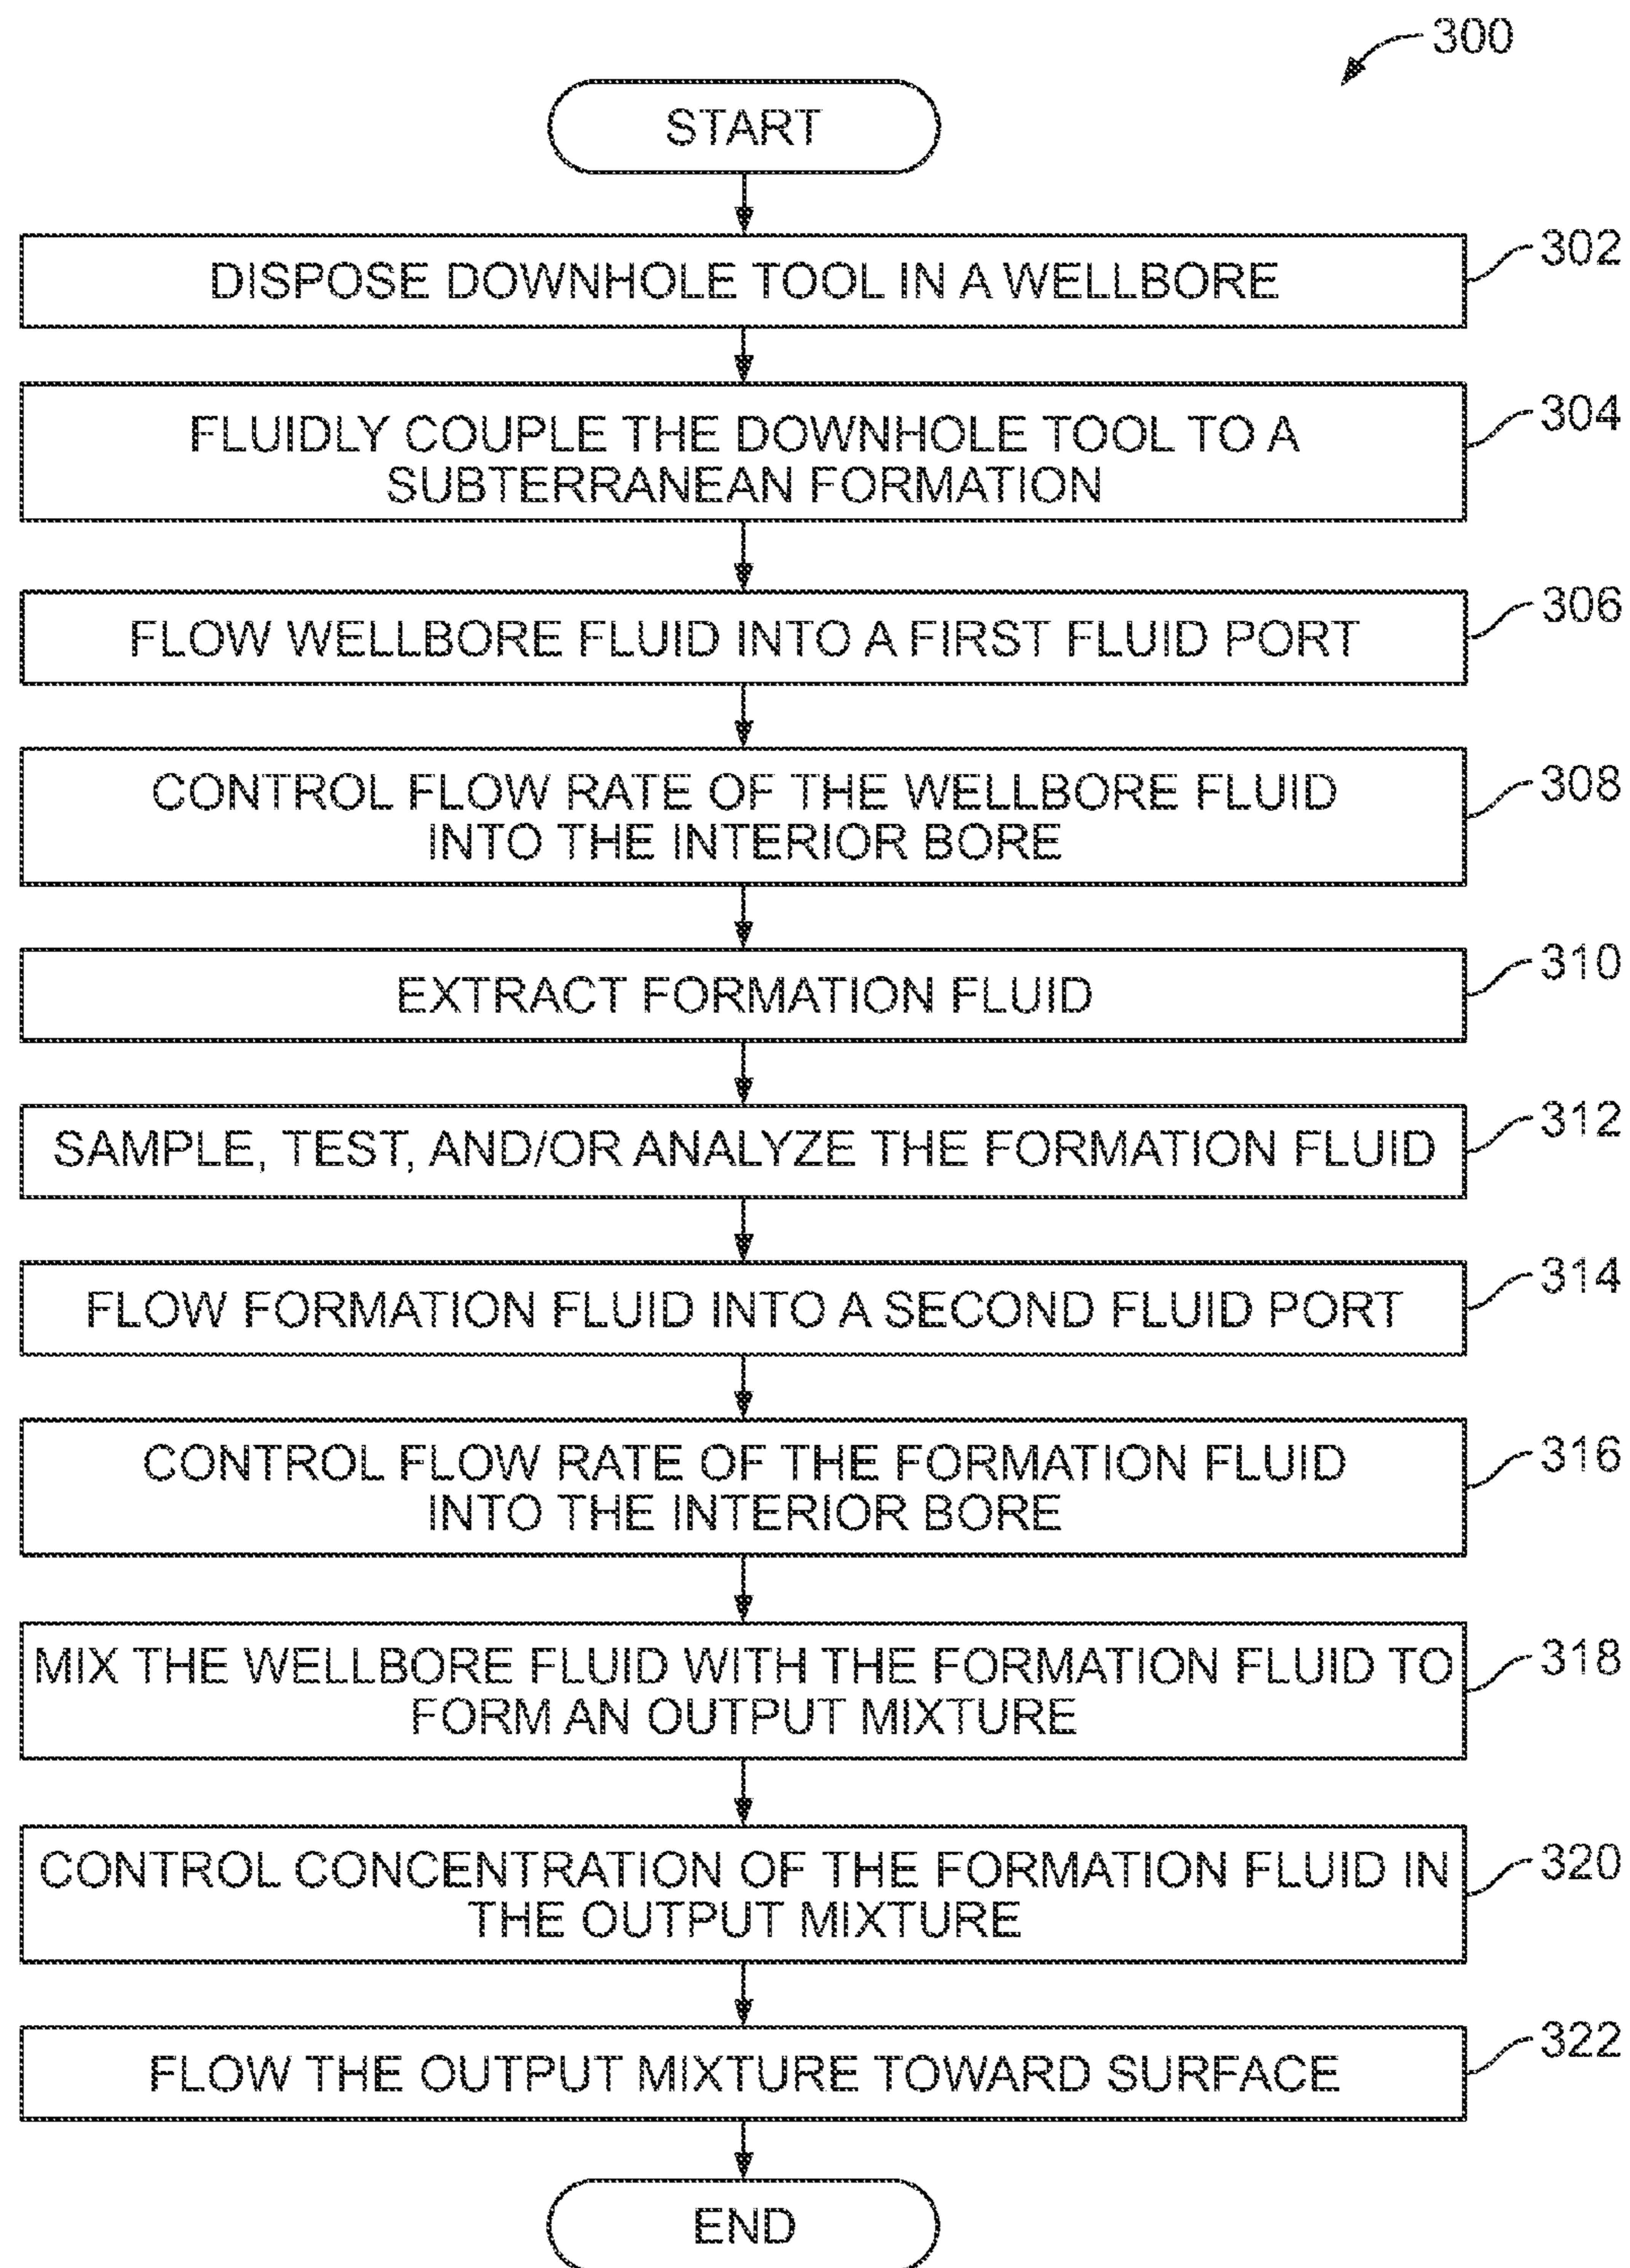 300
START
DISPOSE DOWNHOLE TOOL IN A WELLBORE
302
FLUIDLY COUPLE THE DOWNHOLE TOOL TO A
SUBTERRANEAN FORMATION
304
FLOW WELLBORE FLUID INTO A FIRST FLUID PORT
306
CONTROL FLOW RATE OF THE WELLBORE FLUID
INTO THE INTERIOR BORE
308
EXTRACT FORMATION FLUID
310
SAMPLE, TEST, AND/OR ANALYZE THE FORMATION FLUID
312
FLOW FORMATION FLUID INTO A SECOND FLUID PORT
314
CONTROL FLOW RATE OF THE FORMATION FLUID
INTO THE INTERIOR BORE
316
MIX THE WELLBORE FLUID WITH THE FORMATION FLUID TO
FORM AN OUTPUT MIXTURE
318
CONTROL CONCENTRATION OF THE FORMATION FLUID IN
THE OUTPUT MIXTURE
320
FLOW THE OUTPUT MIXTURE TOWARD SURFACE
322
END